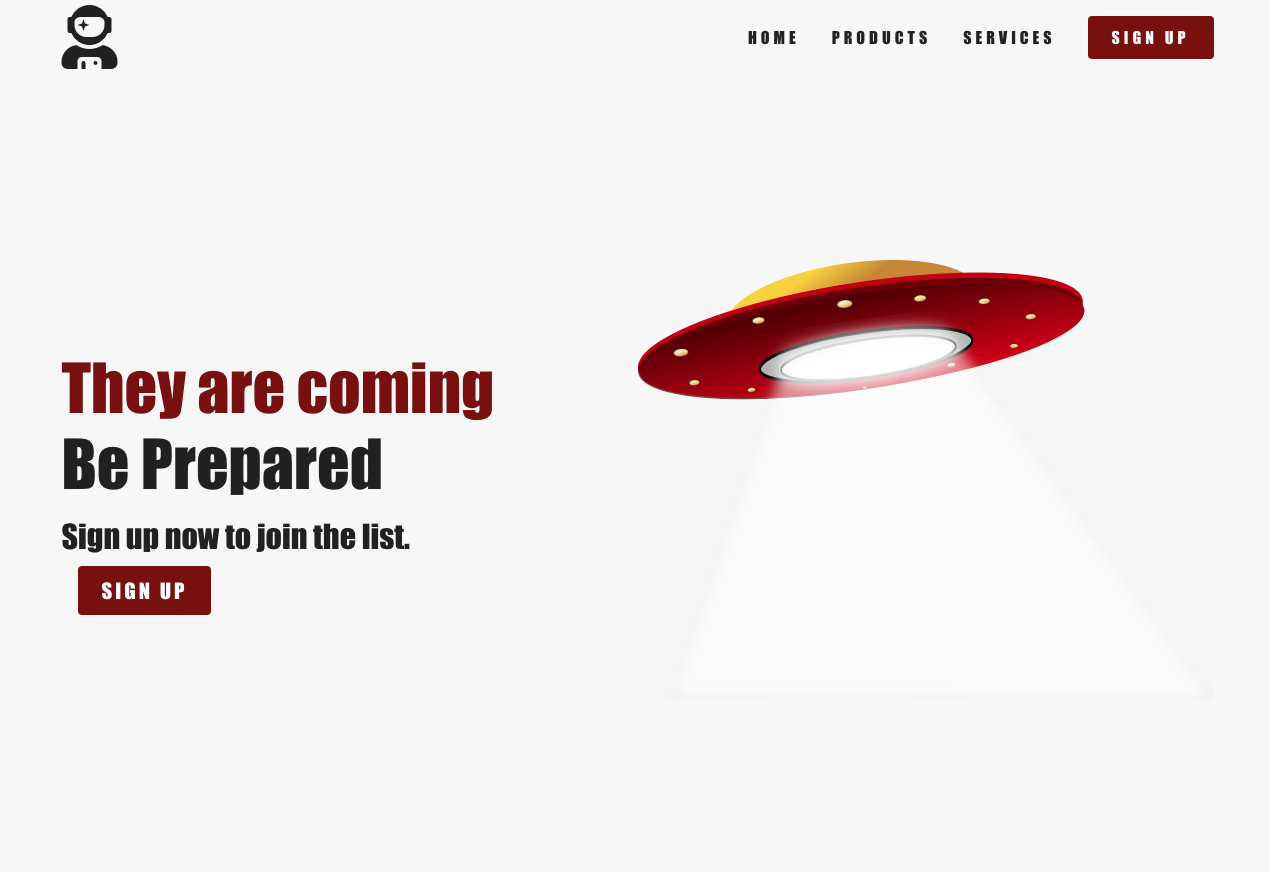 HOME PRODUCTS SERVICES SIGN UP
They are coming
Be Prepared
Sign up now to join the list.
SIGN UP